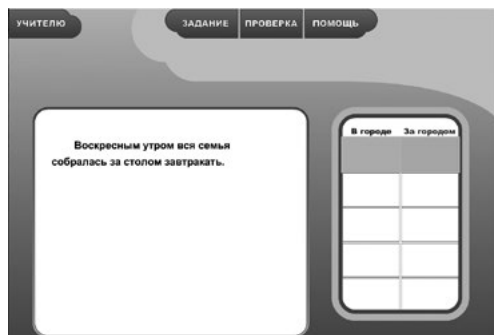 УЧИТЕЛЮ
ЗАДАНИЕ ПРОВЕРКА ПОМОЩЬ
Воскресным утром вся семья
собралась за столом завтракать.
В городе За городом